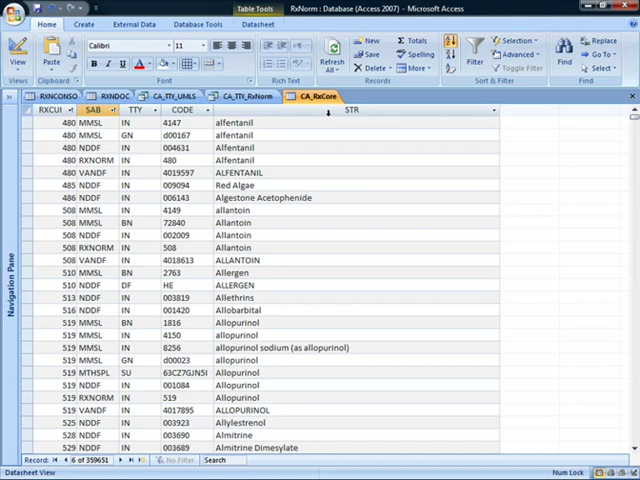 Table Tools
RxNorm : Database (Access 2007) - Microsoft Access
Home Create External Data Database Tools Datasheet
View Paste Calibri 11 B I U A Refresh All New Save Delete Totals More Filter Selection Advanced Toggle Filter Find Replace Go To Select
Views Clipboard Font Rich Text Records Sort & Filter Find
RXNCONSO RXNDOC CA_TTY_UMLS CA_TTY_RxNorm CA_RxCore
RXCUI SAB TTY CODE STR
480 MMSL IN 4147 alfentanil
480 MMSL GN d00167 alfentanil
480 NDDF IN 004631 Alfentanil
480 RXNORM IN 480 Alfentanil
480 VANDF IN 4019597 ALFENTANIL
485 NDDF IN 009094 Red Algae
486 NDDF IN 006143 Algestone Acetophenide
508 MMSL IN 4149 allantoin
508 MMSL BN 72840 Allantoin
508 NDDF IN 002009 Allantoin
508 RXNORM IN 508 Allantoin
508 VANDF IN 4018613 ALLANTOIN
510 MMSL BN 2763 Allergen
510 NDDF DF HE ALLERGEN
513 NDDF IN 003819 Allethrins
516 NDDF IN 001420 Allobarbital
519 MMSL BN 1816 Allopurinol
519 MMSL IN 4150 allopurinol
519 MMSL IN 8256 allopurinol sodium (as allopurinol)
519 MMSL GN d00023 allopurinol
519 MTHSPL SU 63CZ7GJN5I Allopurinol
519 NDDF IN 001084 Allopurinol
519 RXNORM IN 519 Allopurinol
519 VANDF IN 4017895 ALLOPURINOL
525 NDDF IN 003923 Allylestrenol
528 NDDF IN 003690 Almitrine
529 NDDF IN 003689 Almitrine Dimesylate
Navigation Pane
Record: 6 of 359651 No Filter Search
Datasheet View Num Lock